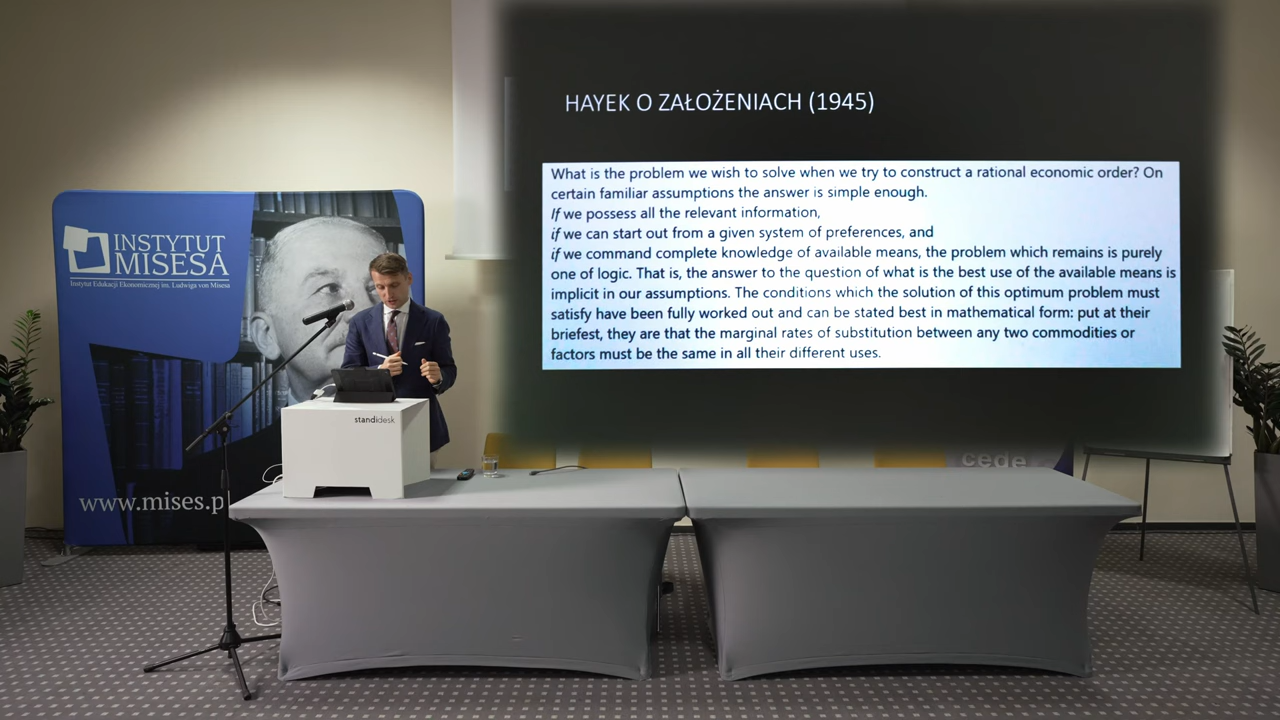 HAYEK O ZAŁOŻENIACH (1945)
What is the problem we wish to solve when we try to construct a rational economic order? On
certain familiar assumptions the answer is simple enough.
If we possess all the relevant information,
if we can start out from a given system of preferences, and
if we command complete knowledge of available means, the problem which remains is purely
one of logic. That is, the answer to the question of what is the best use of the available means is
implicit in our assumptions. The conditions which the solution of this optimum problem must
satisfy have been fully worked out and can be stated best in mathematical form: put at their
briefest, they are that the marginal rates of substitution between any two commodities or
factors must be the same in all their different uses.
INSTYTUT
MISESA
Instytut Edukacji Ekonomicznej im. Ludwiga von Misesa
standidesk
www.mises.p
cede